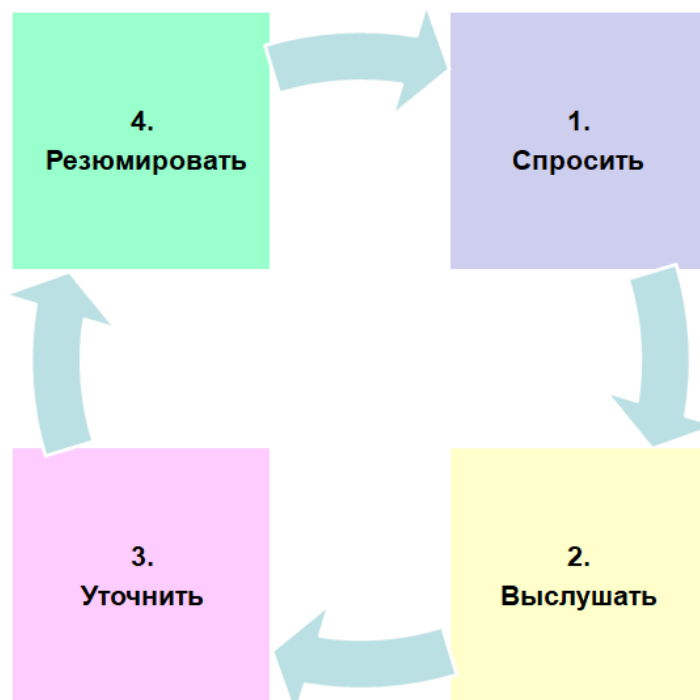 4.
Резюмировать
1.
Спросить
3.
Уточнить
2.
Выслушать